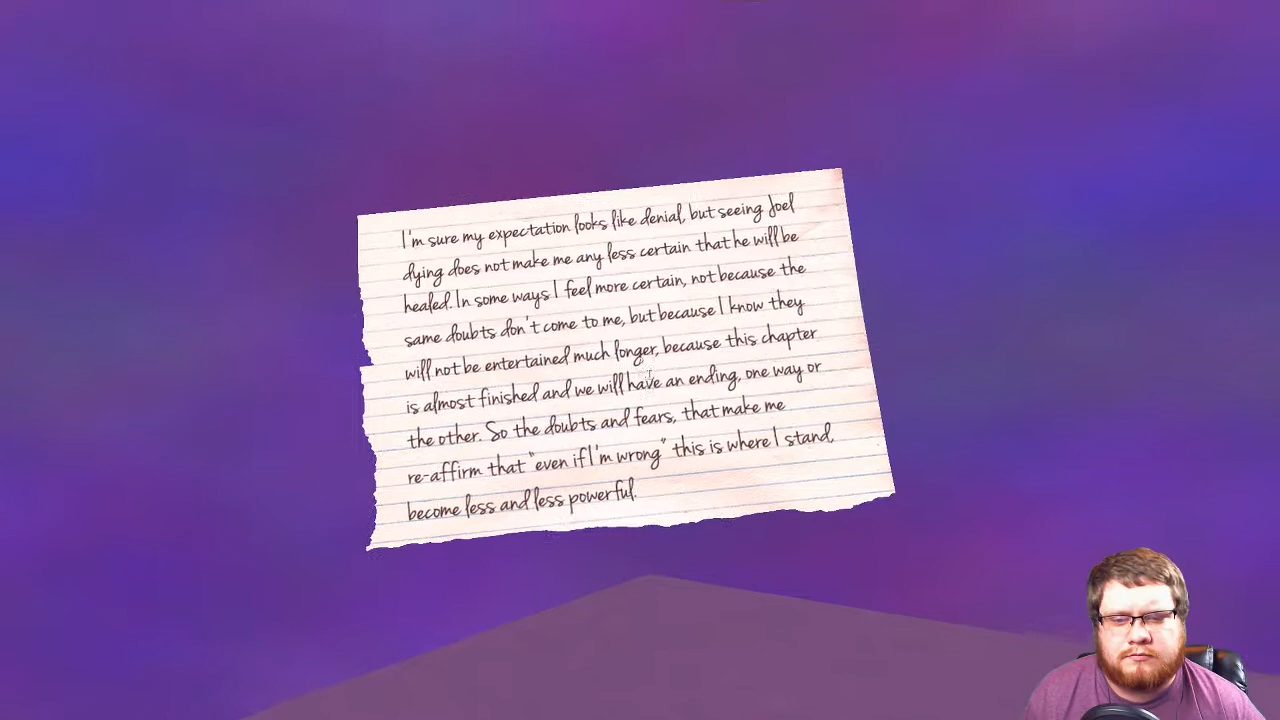 I'm sure my expectation looks like denial, but seeing Joel
dying does not make me any less certain that he will be
healed. In some ways I feel more certain, not because the
same doubts don't come to me, but because I know they
will not be entertained much longer, because this chapter
is almost finished and we will have an ending, one way or
the other. So the doubts and fears, that make me
re-affirm that "even if I'm wrong" this is where I stand,
become less and less powerful.